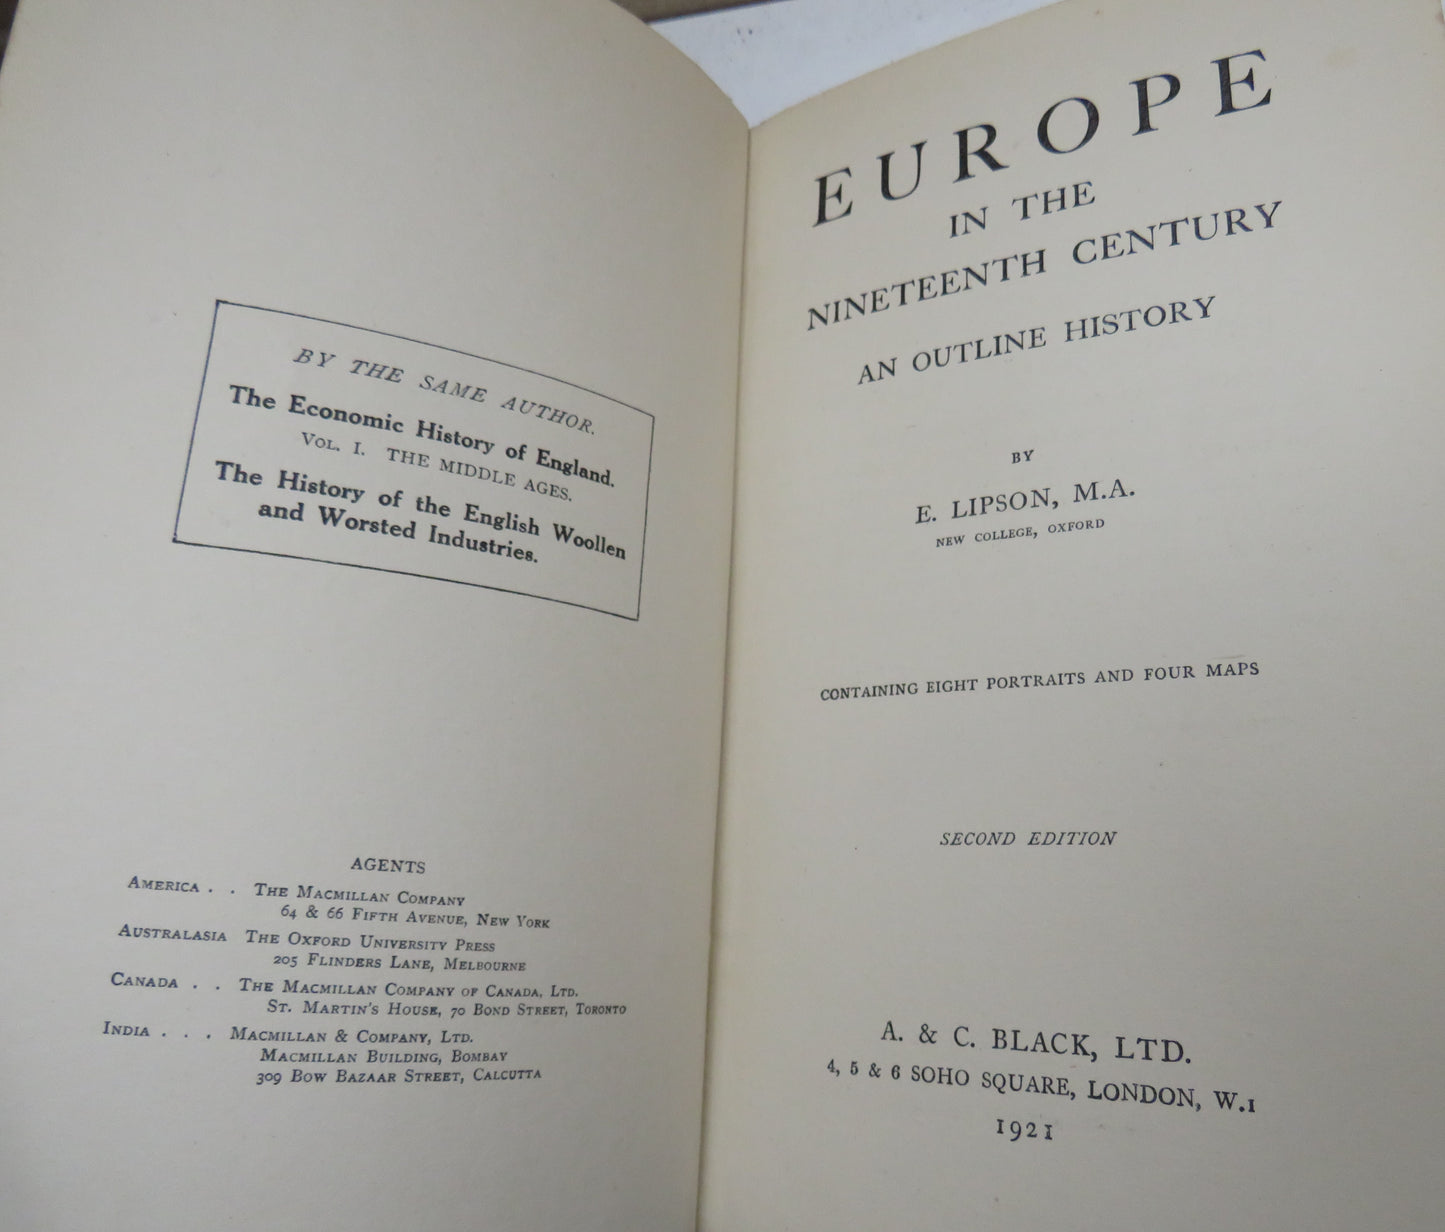 BY THE SAME AUTHOR.
The Economic History of England.
VOL. I. THE MIDDLE AGES.
The History of the English Woollen
and Worsted Industries.
AGENTS
AMERICA . . THE MACMILLAN COMPANY
64 & 66 FIFTH AVENUE, NEW YORK
AUSTRALASIA THE OXFORD UNIVERSITY PRESS
205 FLINDERS LANE, MELBOURNE
CANADA . . THE MACMILLAN COMPANY OF CANADA, LTD.
ST. MARTIN'S HOUSE, 70 BOND STREET, TORONTO
INDIA . . . MACMILLAN & COMPANY, LTD.
MACMILLAN BUILDING, BOMBAY
309 BOW BAZAAR STREET, CALCUTTA
EUROPE
IN THE
NINETEENTH CENTURY
AN OUTLINE HISTORY
BY
E. LIPSON, M.A.
NEW COLLEGE, OXFORD
CONTAINING EIGHT PORTRAITS AND FOUR MAPS
SECOND EDITION
A. & C. BLACK, LTD.
4, 5 & 6 SOHO SQUARE, LONDON, W.1
1921